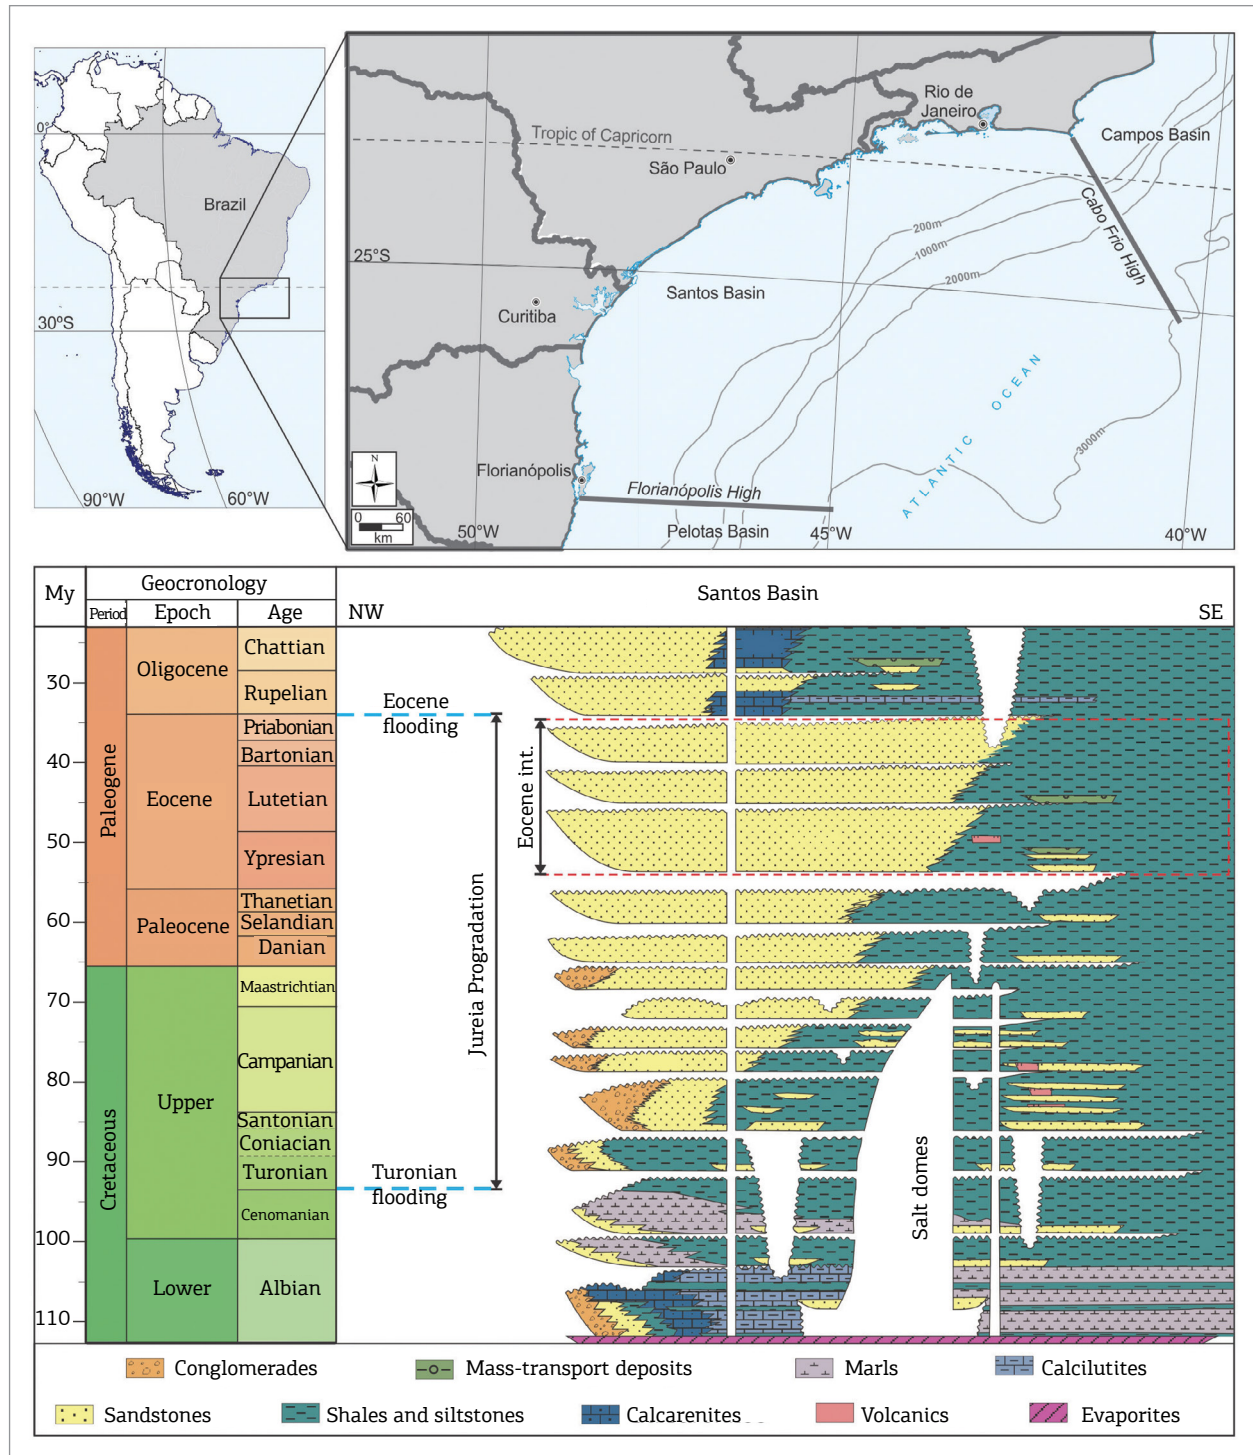 0°
Brazil
30°S
90°W
60°W
Rio de
Janeiro
Campos Basin
Tropic of Capricorn
São Paulo
Cabo Frio High
200m
1000m
2000m
25°S
Santos Basin
Curitiba
ATLANTIC OCEAN
3000m
Florianópolis
Florianópolis High
N
0 60
km
50°W
Pelotas Basin
45°W
40°W
My
Geocronology
Santos Basin
Period
Epoch
Age
NW
SE
Chattian
Oligocene
30
Rupelian
Eocene
flooding
Priabonian
Bartonian
40
Paleogene
Eocene
Lutetian
Eocene int.
50
Ypresian
Thanetian
60
Paleocene
Selandian
Danian
Jureia Progradation
Maastrichtian
70
Campanian
80
Upper
Cretaceous
Santonian
Coniacian
90
Turonian
Turonian
flooding
Salt domes
Cenomanian
100
Lower
Albian
110
Conglomerades
Mass-transport deposits
Marls
Calcilutites
Sandstones
Shales and siltstones
Calcarenites
Volcanics
Evaporites